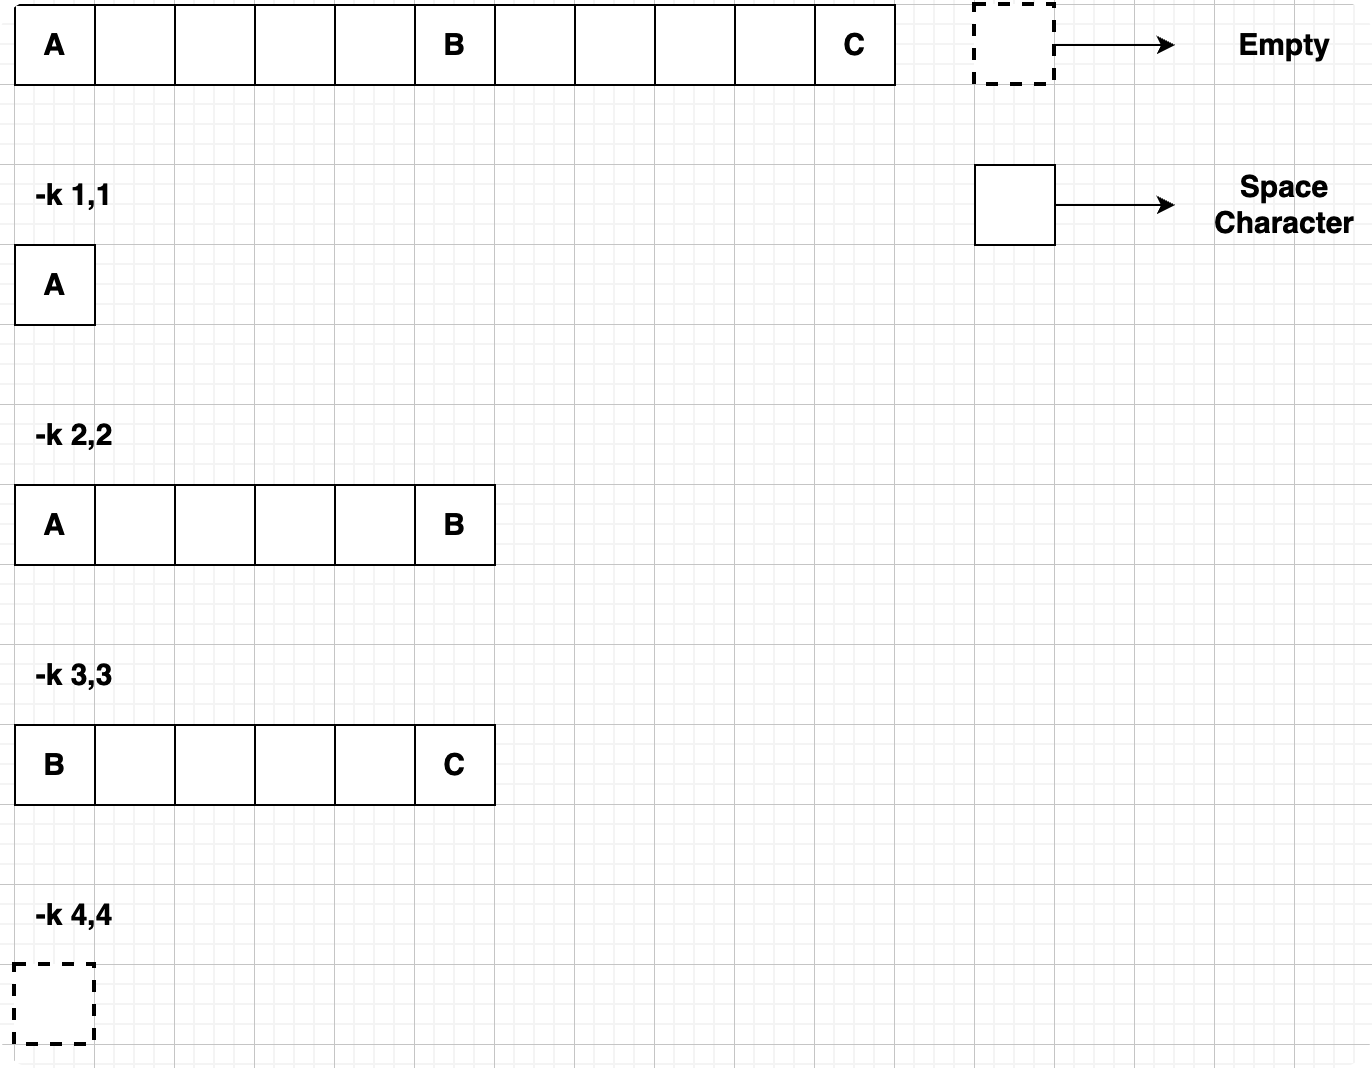 A B C
Empty
-k 1,1
Space
Character
A
-k 2,2
A B
-k 3,3
B C
-k 4,4